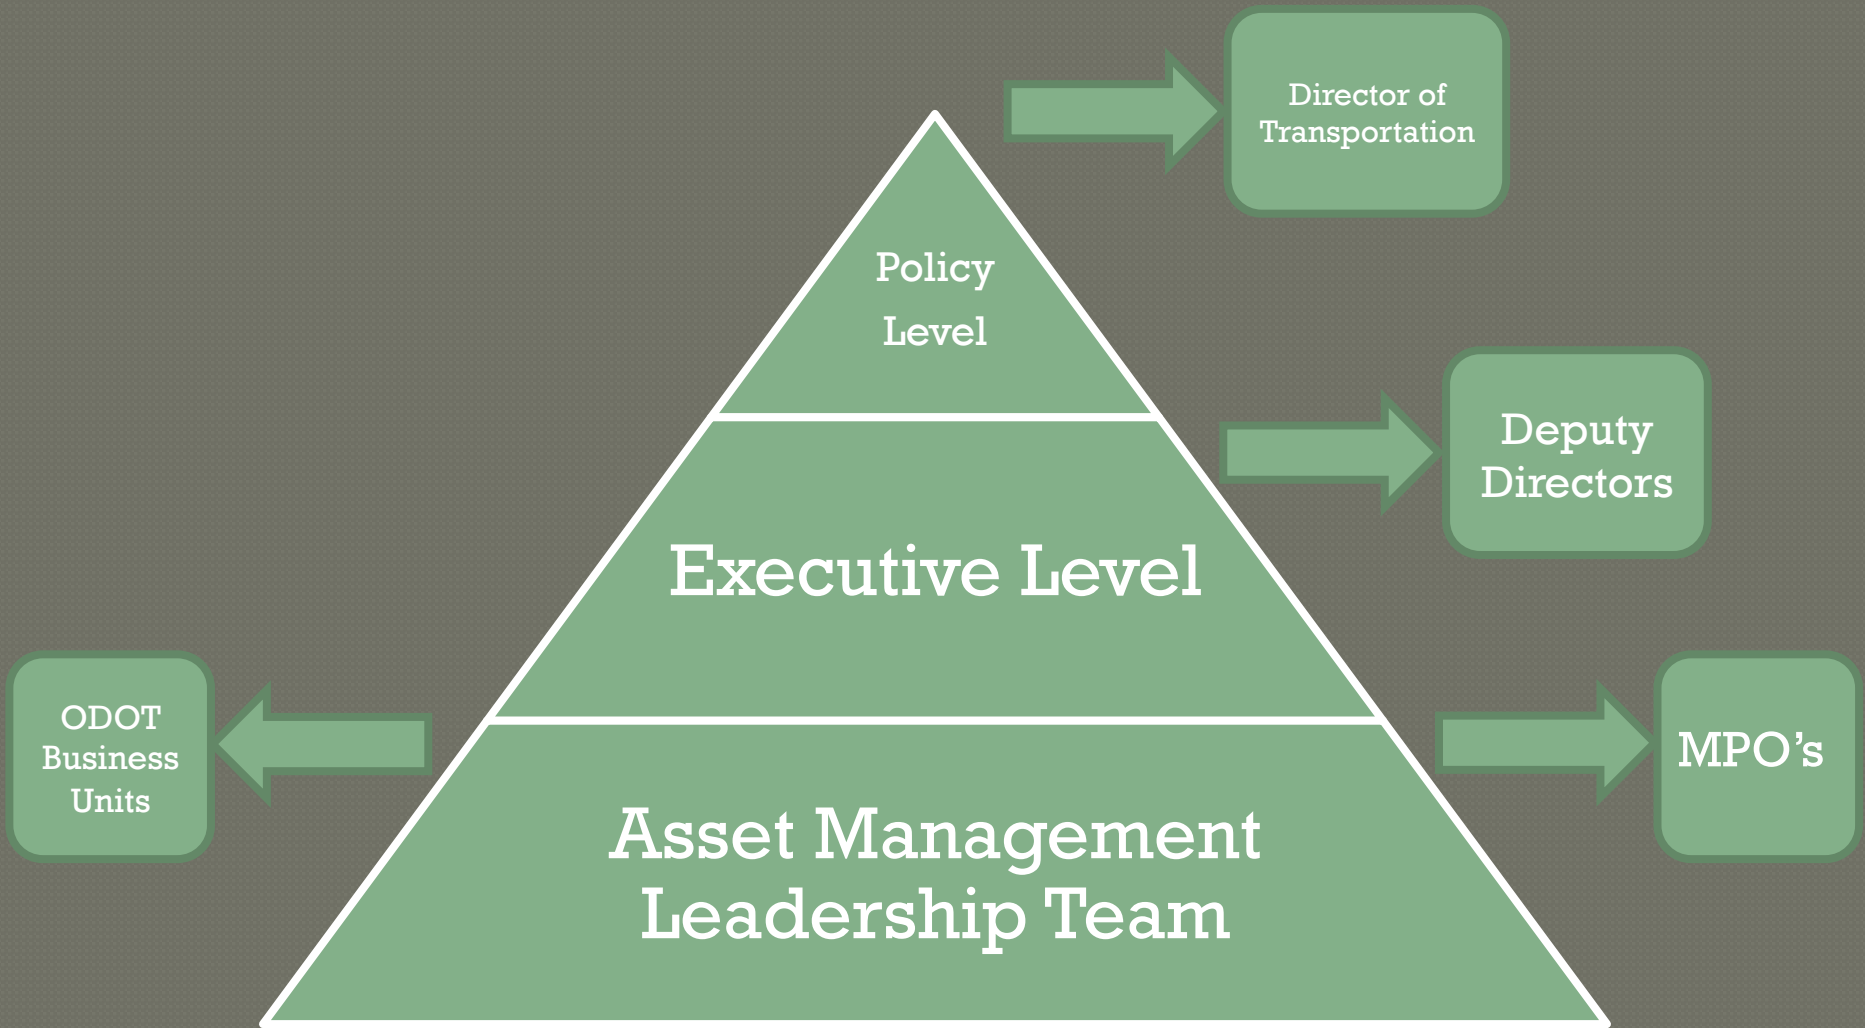 Director of
Transportation
Policy
Level
Deputy
Directors
Executive Level
ODOT
Business
Units
MPO’s
Asset Management
Leadership Team